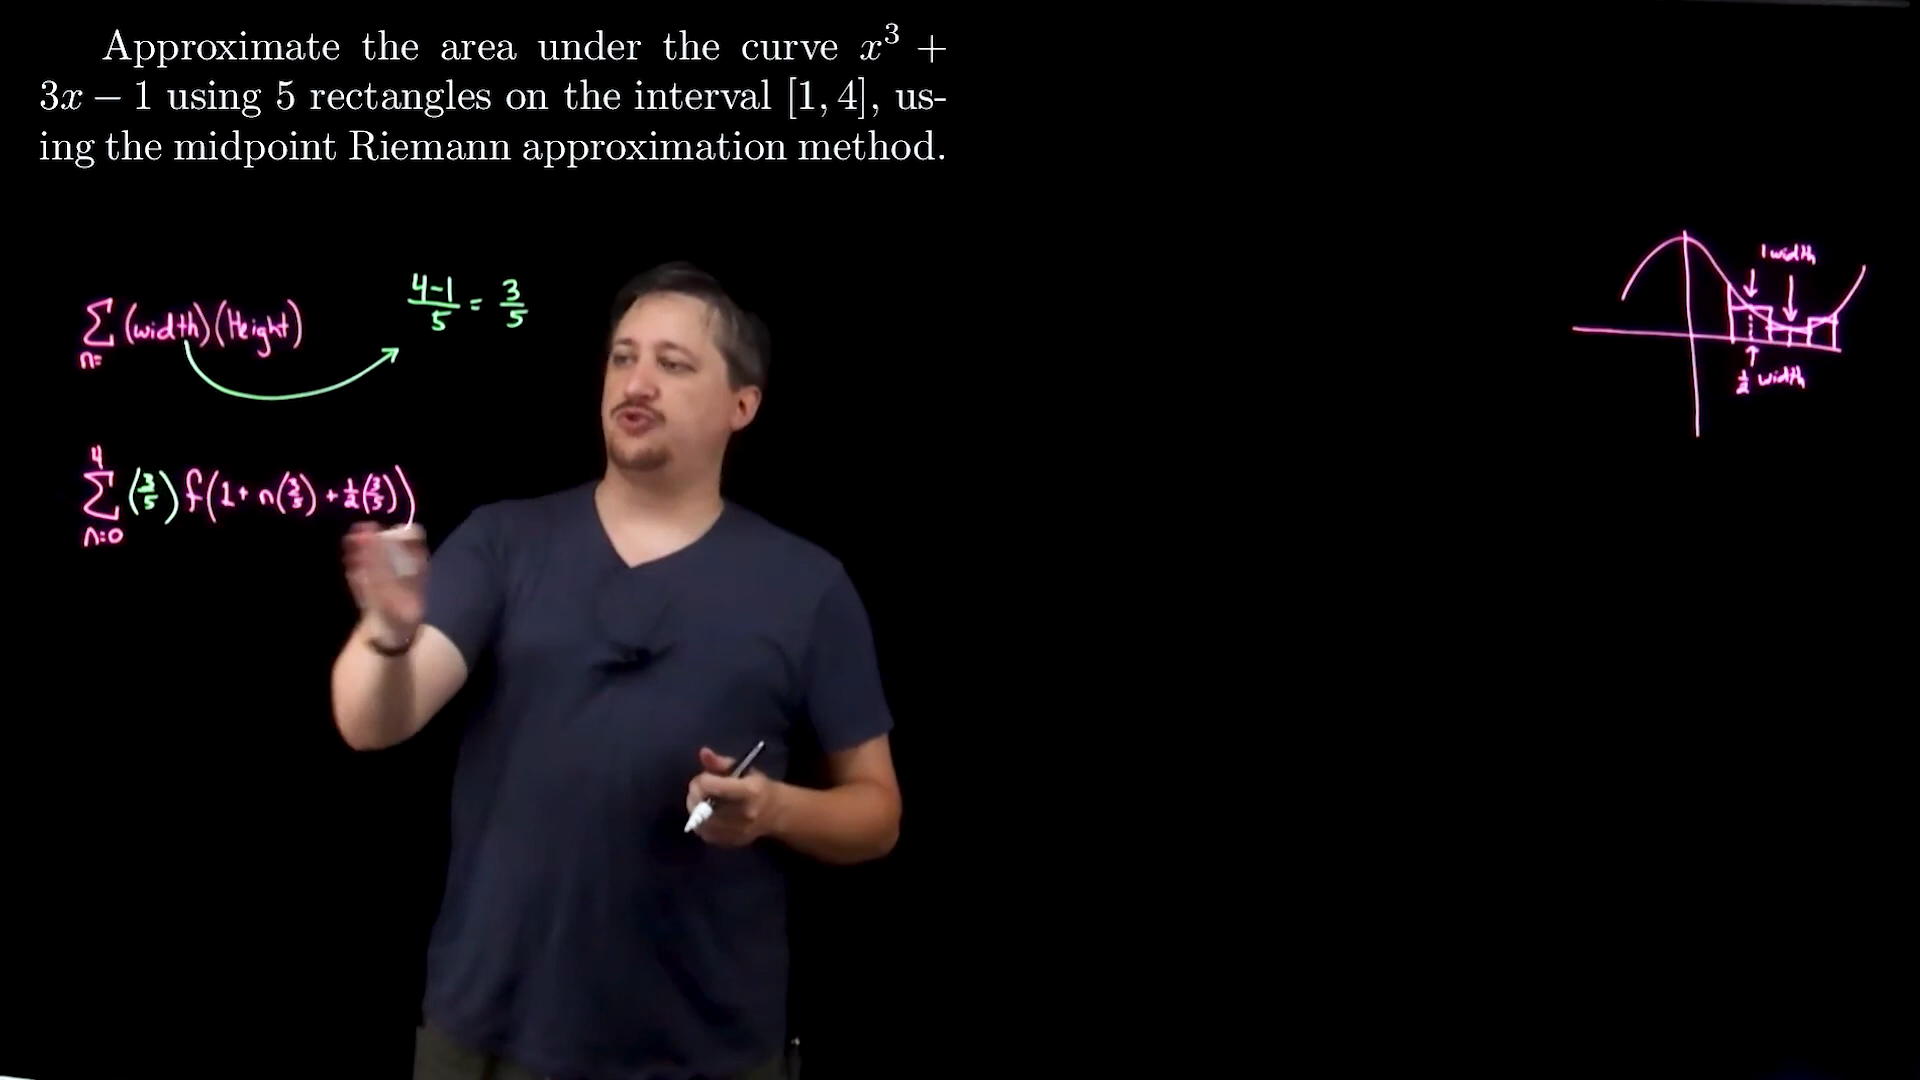 Approximate the area under the curve x³ +
3x − 1 using 5 rectangles on the interval [1, 4], us-
ing the midpoint Riemann approximation method.
∑ (width)(Height)
n=
(4-1)/5 = 3/5
4
∑ (3/5) f(1 + n(3/5) + 1/2(3/5))
n=0
1 width
1/2 width